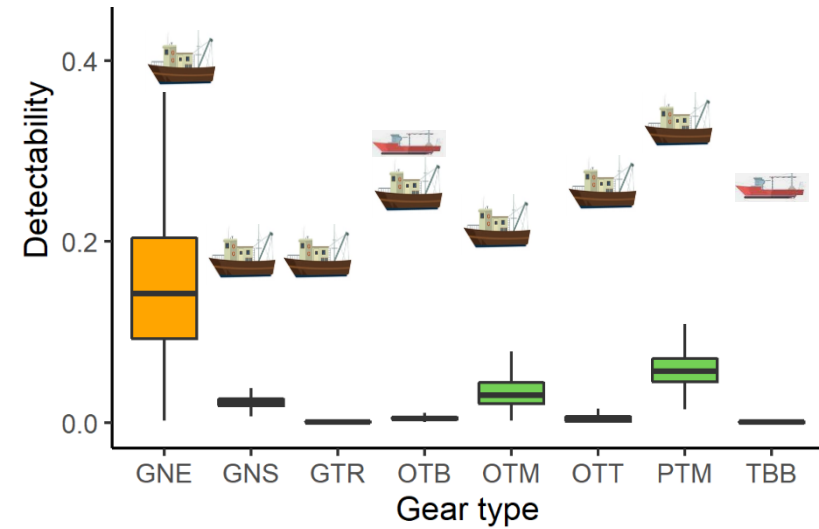 Detectability
0.4
0.2
0.0
GNE GNS GTR OTB OTM OTT PTM TBB
Gear type